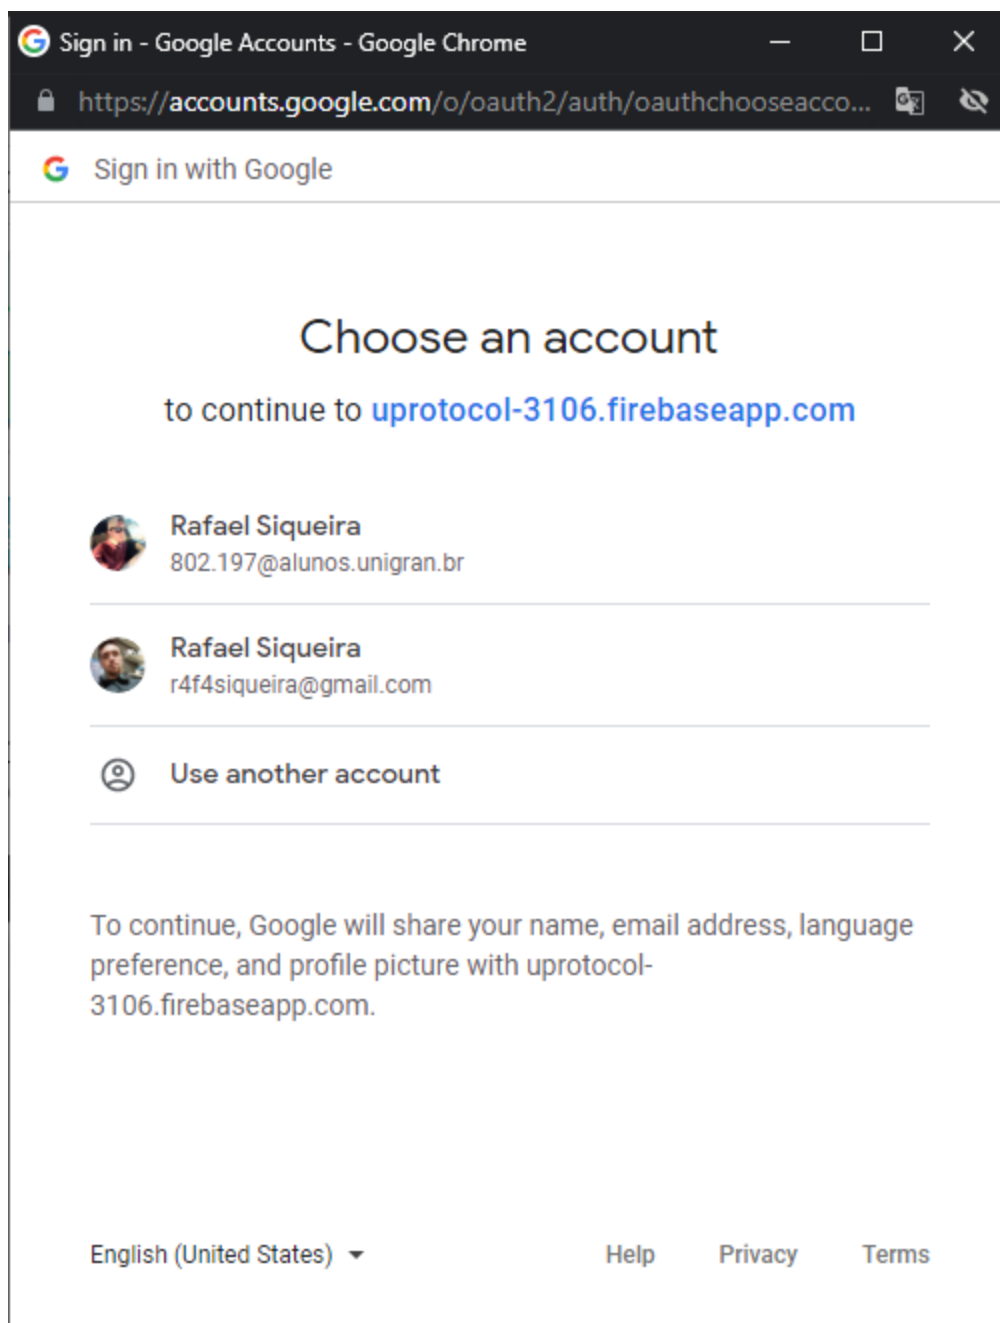 Sign in - Google Accounts - Google Chrome
https://accounts.google.com/o/oauth2/auth/oauthchooseacco...
Sign in with Google
Choose an account
to continue to uprotocol-3106.firebaseapp.com
Rafael Siqueira
802.197@alunos.unigran.br
Rafael Siqueira
r4f4siqueira@gmail.com
Use another account
To continue, Google will share your name, email address, language
preference, and profile picture with uprotocol-
3106.firebaseapp.com.
English (United States) Help Privacy Terms